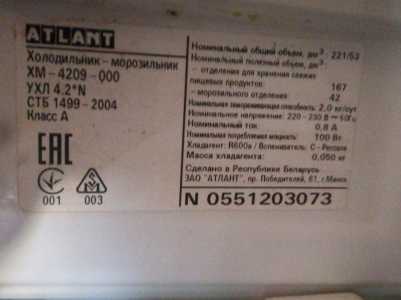 ATLANT
Холодильник - морозильник
ХМ-4209-000
УХЛ 4.2*N
СТБ 1499-2004
Класс А
ЕАС
001 003
Номинальный общий объем, дм³: 221/53
Номинальный полезный объем, дм³:
- отделения для хранения свежих
пищевых продуктов: 167
- морозильного отделения: 42
Номинальная замораживающая способность: 2,0 кг/сут
Номинальное напряжение: 220 - 230 В ~ 50Гц
Номинальный ток: 0,8 А
Номинальная потребляемая мощность: 100 Вт
Хладагент: R600a / Вспениватель: С-Pentane
Масса хладагента: 0,050 кг
Сделано в Республике Беларусь
ЗАО "АТЛАНТ", пр. Победителей, 61, г.Минск
N 0551203073